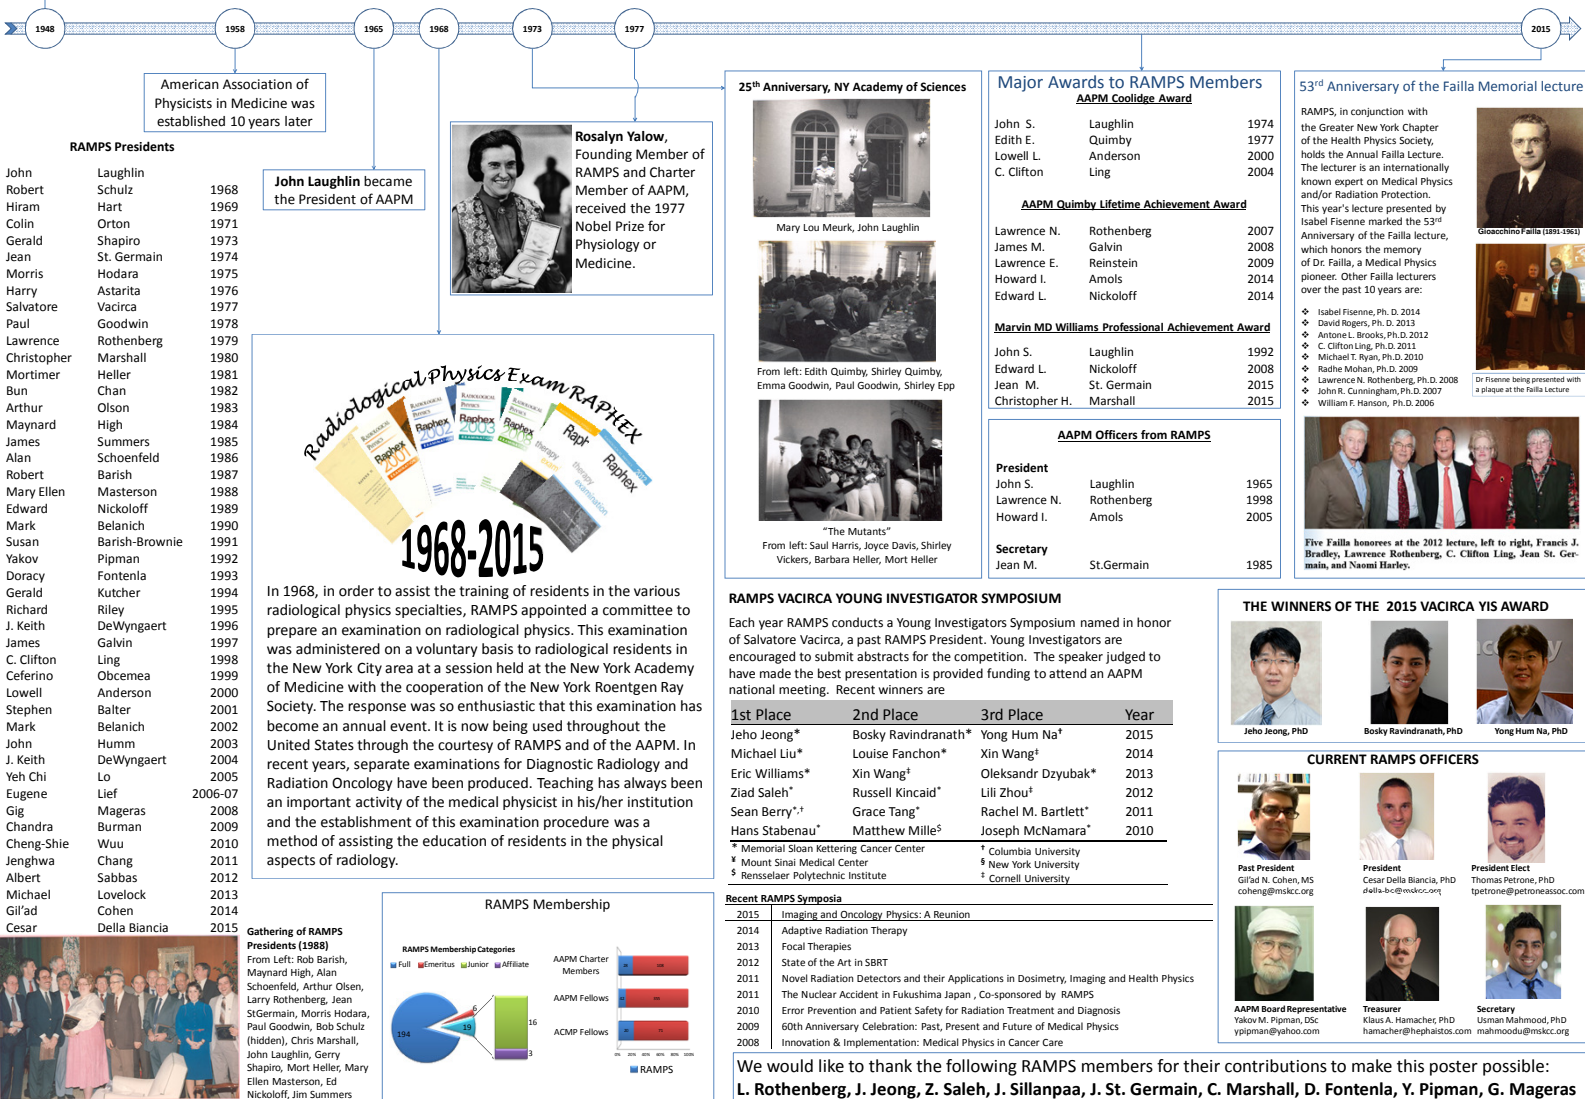 1948 1958 1965 1968 1973 1977 2015
American Association of
Physicists in Medicine was
established 10 years later
RAMPS Presidents
John Laughlin
Robert Schulz 1968
Hiram Hart 1969
Colin Orton 1971
Gerald Shapiro 1973
Jean St. Germain 1974
Morris Hodara 1975
Harry Astarita 1976
Salvatore Vacirca 1977
Paul Goodwin 1978
Lawrence Rothenberg 1979
Christopher Marshall 1980
Mortimer Heller 1981
Bun Chan 1982
Arthur Olson 1983
Maynard High 1984
James Summers 1985
Alan Schoenfeld 1986
Robert Barish 1987
Mary Ellen Masterson 1988
Edward Nickoloff 1989
Mark Belanich 1990
Susan Barish-Brownie 1991
Yakov Pipman 1992
Doracy Fontenla 1993
Gerald Kutcher 1994
Richard Riley 1995
J. Keith DeWyngaert 1996
James Galvin 1997
C. Clifton Ling 1998
Ceferino Obcemea 1999
Lowell Anderson 2000
Stephen Balter 2001
Mark Belanich 2002
John Humm 2003
J. Keith DeWyngaert 2004
Yeh Chi Lo 2005
Eugene Lief 2006-07
Gig Mageras 2008
Chandra Burman 2009
Cheng-Shie Wuu 2010
Jenghwa Chang 2011
Albert Sabbas 2012
Michael Lovelock 2013
Gil'ad Cohen 2014
Cesar Della Biancia 2015
Gathering of RAMPS
Presidents (1988)
From Left: Rob Barish,
Maynard High, Alan
Schoenfeld, Arthur Olsen,
Larry Rothenberg, Jean
StGermain, Morris Hodara,
Paul Goodwin, Bob Schulz
(hidden), Chris Marshall,
John Laughlin, Gerry
Shapiro, Mort Heller, Mary
Ellen Masterson, Ed
Nickoloff, Jim Summers
John Laughlin became
the President of AAPM
Rosalyn Yalow,
Founding Member of
RAMPS and Charter
Member of AAPM,
received the 1977
Nobel Prize for
Physiology or
Medicine.
Radiological Physics Exam RAPHEX
Raphex 2001
RADIOLOGICAL PHYSICS Raphex 2002 EXAMINATION
RADIOLOGICAL PHYSICS Raphex 2003 EXAMINATION
Raphex
therapy exam
Raphex
therapy examination
1968-2015
In 1968, in order to assist the training of residents in the various
radiological physics specialties, RAMPS appointed a committee to
prepare an examination on radiological physics. This examination
was administered on a voluntary basis to radiological residents in
the New York City area at a session held at the New York Academy
of Medicine with the cooperation of the New York Roentgen Ray
Society. The response was so enthusiastic that this examination has
become an annual event. It is now being used throughout the
United States through the courtesy of RAMPS and of the AAPM. In
recent years, separate examinations for Diagnostic Radiology and
Radiation Oncology have been produced. Teaching has always been
an important activity of the medical physicist in his/her institution
and the establishment of this examination procedure was a
method of assisting the education of residents in the physical
aspects of radiology.
RAMPS Membership
RAMPS Membership Categories
Full Emeritus Junior Affiliate
194 6 19 16 3
AAPM Charter
Members
AAPM Fellows
ACMP Fellows
0% 20% 40% 60% 80% 100%
RAMPS
25th Anniversary, NY Academy of Sciences
Mary Lou Meurk, John Laughlin
From left: Edith Quimby, Shirley Quimby,
Emma Goodwin, Paul Goodwin, Shirley Epp
"The Mutants"
From left: Saul Harris, Joyce Davis, Shirley
Vickers, Barbara Heller, Mort Heller
Major Awards to RAMPS Members
AAPM Coolidge Award
John S. Laughlin 1974
Edith E. Quimby 1977
Lowell L. Anderson 2000
C. Clifton Ling 2004
AAPM Quimby Lifetime Achievement Award
Lawrence N. Rothenberg 2007
James M. Galvin 2008
Lawrence E. Reinstein 2009
Howard I. Amols 2014
Edward L. Nickoloff 2014
Marvin MD Williams Professional Achievement Award
John S. Laughlin 1992
Edward L. Nickoloff 2008
Jean M. St. Germain 2015
Christopher H. Marshall 2015
AAPM Officers from RAMPS
President
John S. Laughlin 1965
Lawrence N. Rothenberg 1998
Howard I. Amols 2005
Secretary
Jean M. St.Germain 1985
53rd Anniversary of the Failla Memorial lecture
RAMPS, in conjunction with
the Greater New York Chapter
of the Health Physics Society,
holds the Annual Failla Lecture.
The lecturer is an internationally
known expert on Medical Physics
and/or Radiation Protection.
This year's lecture presented by
Isabel Fisenne marked the 53rd
Anniversary of the Failla lecture,
which honors the memory
of Dr. Failla, a Medical Physics
pioneer. Other Failla lecturers
over the past 10 years are:
❖ Isabel Fisenne, Ph. D. 2014
❖ David Rogers, Ph. D. 2013
❖ Antone L. Brooks, Ph.D. 2012
❖ C. Clifton Ling, Ph.D. 2011
❖ Michael T. Ryan, Ph.D. 2010
❖ Radhe Mohan, Ph.D. 2009
❖ Lawrence N. Rothenberg, Ph.D. 2008
❖ John R. Cunningham, Ph.D. 2007
❖ William F. Hanson, Ph.D. 2006
Gioacchino Failla (1891-1961)
Dr Fisenne being presented with
a plaque at the Failla Lecture
Five Failla honorees at the 2012 lecture, left to right, Francis J.
Bradley, Lawrence Rothenberg, C. Clifton Ling, Jean St. Ger-
main, and Naomi Harley.
RAMPS VACIRCA YOUNG INVESTIGATOR SYMPOSIUM
Each year RAMPS conducts a Young Investigators Symposium named in honor
of Salvatore Vacirca, a past RAMPS President. Young Investigators are
encouraged to submit abstracts for the competition. The speaker judged to
have made the best presentation is provided funding to attend an AAPM
national meeting. Recent winners are
1st Place 2nd Place 3rd Place Year
Jeho Jeong* Bosky Ravindranath* Yong Hum Na† 2015
Michael Liu* Louise Fanchon* Xin Wang‡ 2014
Eric Williams* Xin Wang‡ Oleksandr Dzyubak* 2013
Ziad Saleh* Russell Kincaid* Lili Zhou‡ 2012
Sean Berry*,† Grace Tang* Rachel M. Bartlett* 2011
Hans Stabenau* Matthew Mille$ Joseph McNamara* 2010
* Memorial Sloan Kettering Cancer Center † Columbia University
¥ Mount Sinai Medical Center § New York University
$ Rensselaer Polytechnic Institute ‡ Cornell University
Recent RAMPS Symposia
2015 Imaging and Oncology Physics: A Reunion
2014 Adaptive Radiation Therapy
2013 Focal Therapies
2012 State of the Art in SBRT
2011 Novel Radiation Detectors and their Applications in Dosimetry, Imaging and Health Physics
2011 The Nuclear Accident in Fukushima Japan , Co-sponsored by RAMPS
2010 Error Prevention and Patient Safety for Radiation Treatment and Diagnosis
2009 60th Anniversary Celebration: Past, Present and Future of Medical Physics
2008 Innovation & Implementation: Medical Physics in Cancer Care
THE WINNERS OF THE 2015 VACIRCA YIS AWARD
Jeho Jeong, PhD Bosky Ravindranath, PhD Yong Hum Na, PhD
CURRENT RAMPS OFFICERS
Past President President President Elect
Gil'ad N. Cohen, MS Cesar Della Biancia, PhD Thomas Petrone, PhD
coheng@mskcc.org della-bc@mskcc.org tpetrone@petroneassoc.com
AAPM Board Representative Treasurer Secretary
Yakov M. Pipman, DSc Klaus A. Hamacher, PhD Usman Mahmood, PhD
ypipman@yahoo.com hamacher@hephaistos.com mahmoodu@mskcc.org
We would like to thank the following RAMPS members for their contributions to make this poster possible:
L. Rothenberg, J. Jeong, Z. Saleh, J. Sillanpaa, J. St. Germain, C. Marshall, D. Fontenla, Y. Pipman, G. Mageras